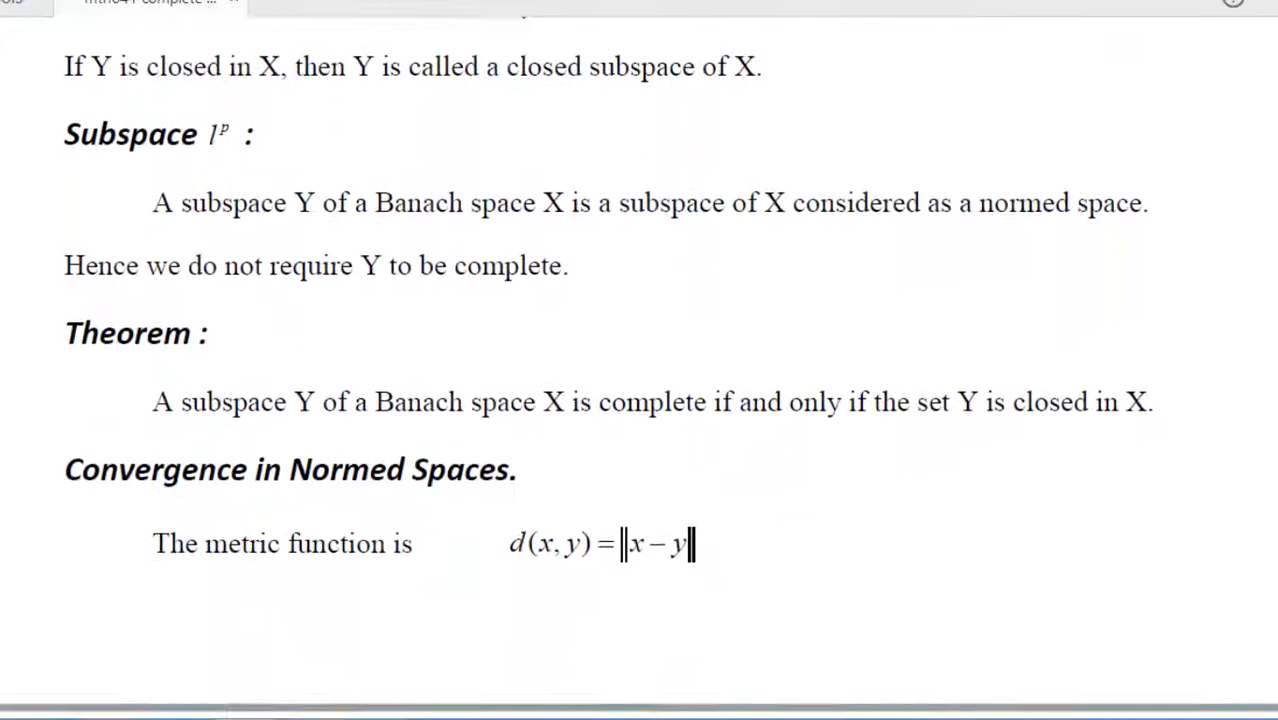 If Y is closed in X, then Y is called a closed subspace of X.
Subspace lᵖ :
A subspace Y of a Banach space X is a subspace of X considered as a normed space.
Hence we do not require Y to be complete.
Theorem :
A subspace Y of a Banach space X is complete if and only if the set Y is closed in X.
Convergence in Normed Spaces.
The metric function is d(x, y) = ‖x − y‖